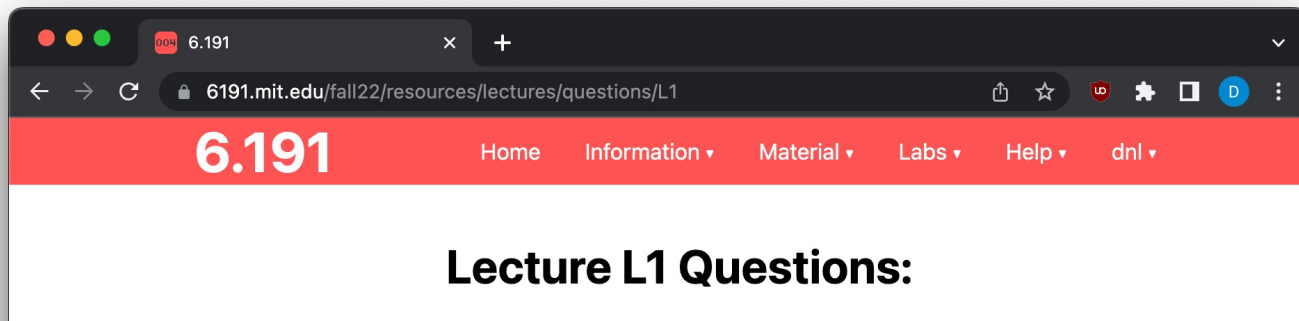 004 6.191
6191.mit.edu/fall22/resources/lectures/questions/L1
D
6.191 Home Information ▾ Material ▾ Labs ▾ Help ▾ dnl ▾
Lecture L1 Questions: